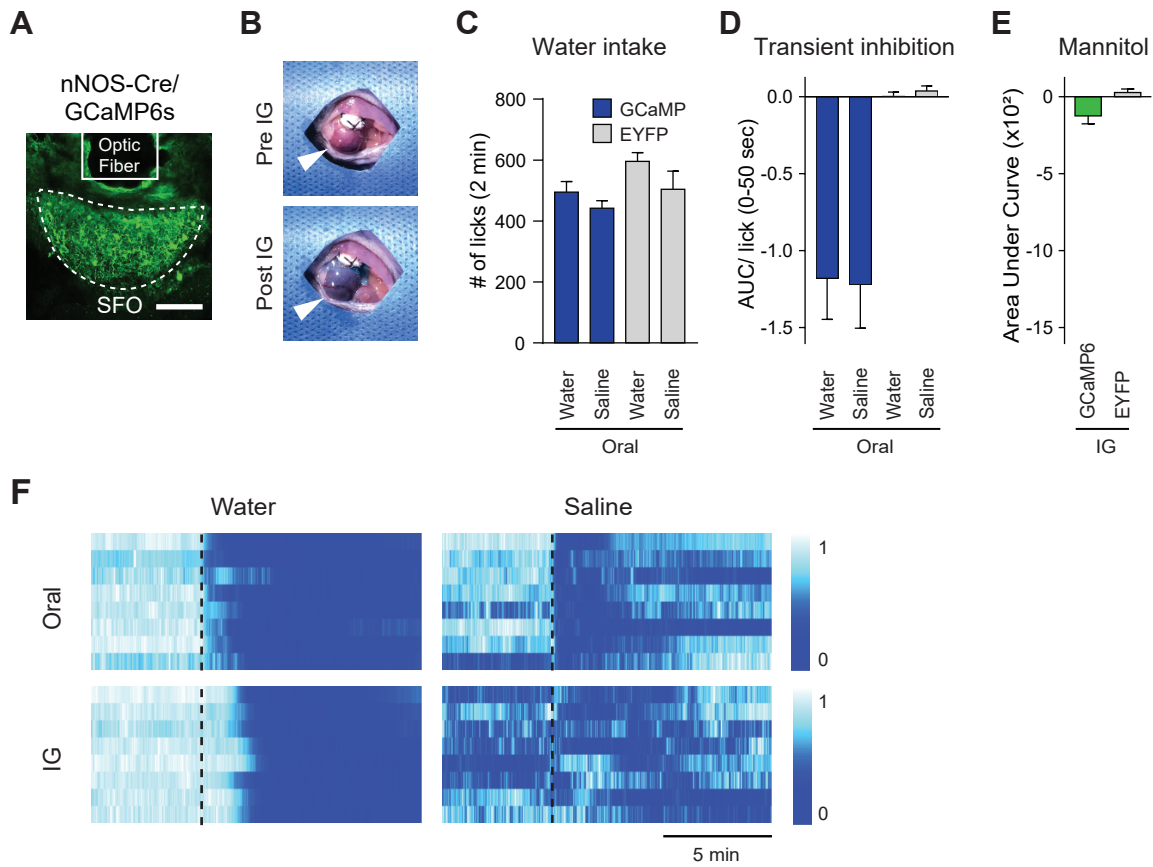 A
nNOS-Cre/
GCaMP6s
Optic
Fiber
SFO
B
Pre IG
Post IG
C
Water intake
# of licks (2 min)
800
600
400
200
0
GCaMP
EYFP
Water
Saline
Water
Saline
Oral
D
Transient inhibition
AUC/ lick (0-50 sec)
0.0
-0.5
-1.0
-1.5
Water
Saline
Water
Saline
Oral
E
Mannitol
Area Under Curve (x10²)
0
-5
-10
-15
GCaMP6
EYFP
IG
F
Water
Saline
Oral
1
0
IG
1
0
5 min